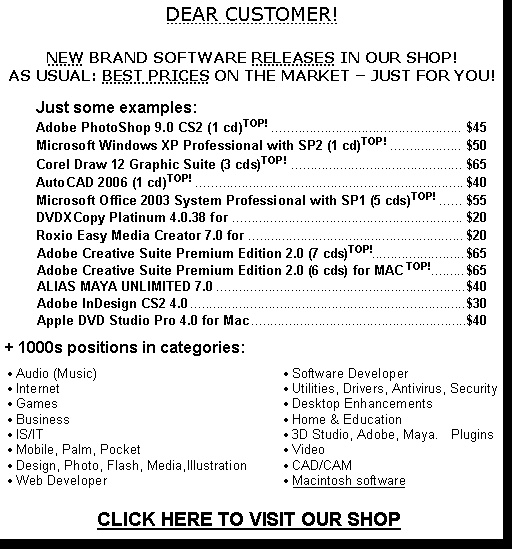 DEAR CUSTOMER!
NEW BRAND SOFTWARE RELEASES IN OUR SHOP!
AS USUAL: BEST PRICES ON THE MARKET – JUST FOR YOU!
Just some examples:
Adobe PhotoShop 9.0 CS2 (1 cd)TOP! ........ $45
Microsoft Windows XP Professional with SP2 (1 cd)TOP! ........ $50
Corel Draw 12 Graphic Suite (3 cds)TOP! ........ $65
AutoCAD 2006 (1 cd)TOP! ........ $40
Microsoft Office 2003 System Professional with SP1 (5 cds)TOP! ...... $55
DVDXCopy Platinum 4.0.38 for ........ $20
Roxio Easy Media Creator 7.0 for ........ $20
Adobe Creative Suite Premium Edition 2.0 (7 cds)TOP! ........ $65
Adobe Creative Suite Premium Edition 2.0 (6 cds) for MAC TOP! ........ $65
ALIAS MAYA UNLIMITED 7.0 ........ $40
Adobe InDesign CS2 4.0 ........ $30
Apple DVD Studio Pro 4.0 for Mac ........ $40
+ 1000s positions in categories:
• Audio (Music)
• Internet
• Games
• Business
• IS/IT
• Mobile, Palm, Pocket
• Design, Photo, Flash, Media,Illustration
• Web Developer
• Software Developer
• Utilities, Drivers, Antivirus, Security
• Desktop Enhancements
• Home & Education
• 3D Studio, Adobe, Maya. Plugins
• Video
• CAD/CAM
• Macintosh software
CLICK HERE TO VISIT OUR SHOP